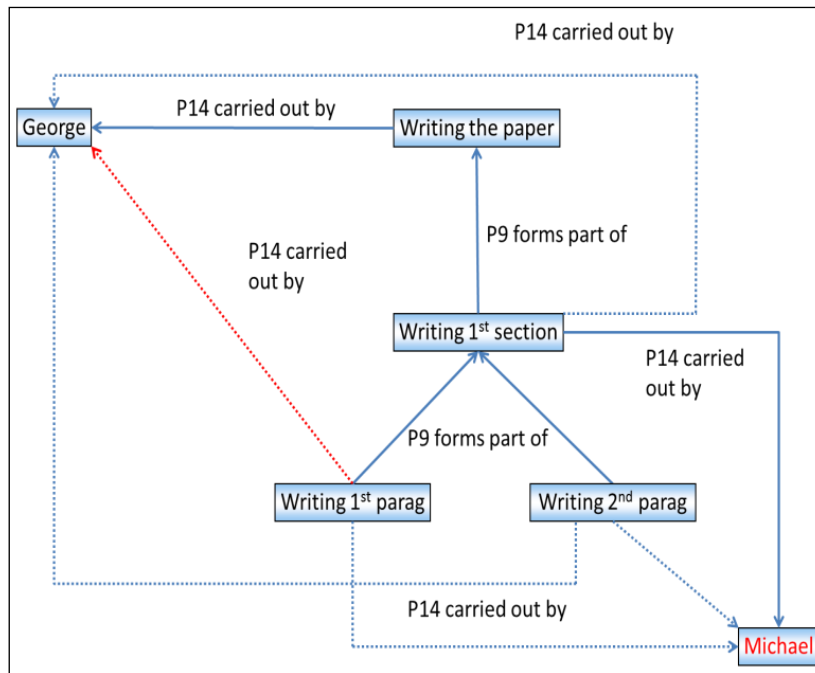 P14 carried out by
P14 carried out by
George
Writing the paper
P9 forms part of
P14 carried
out by
Writing 1st section
P14 carried
out by
P9 forms part of
Writing 1st parag
Writing 2nd parag
P14 carried out by
Michael